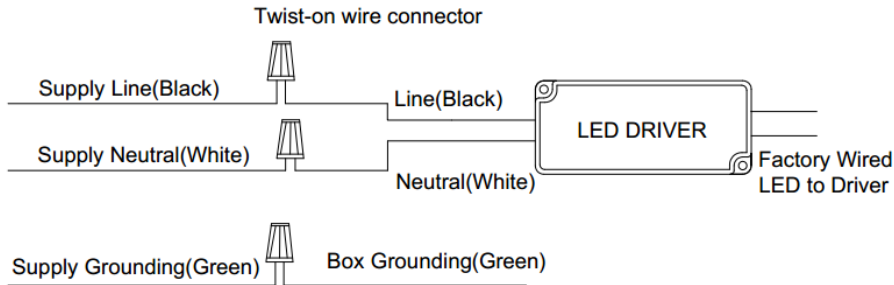 Twist-on wire connector
Supply Line(Black)
Line(Black)
LED DRIVER
Supply Neutral(White)
Neutral(White)
Factory Wired
LED to Driver
Supply Grounding(Green)
Box Grounding(Green)